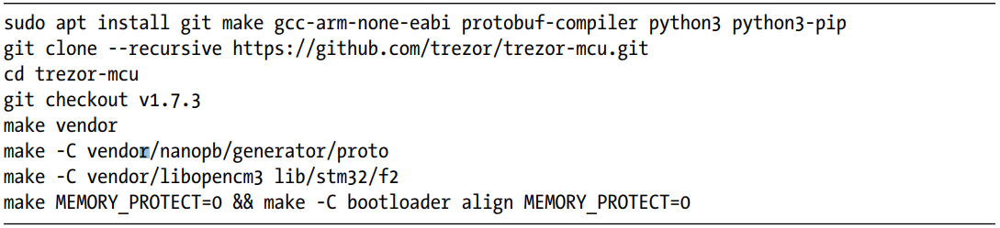 sudo apt install git make gcc-arm-none-eabi protobuf-compiler python3 python3-pip
git clone --recursive https://github.com/trezor/trezor-mcu.git
cd trezor-mcu
git checkout v1.7.3
make vendor
make -C vendor/nanopb/generator/proto
make -C vendor/libopencm3 lib/stm32/f2
make MEMORY_PROTECT=0 && make -C bootloader align MEMORY_PROTECT=0